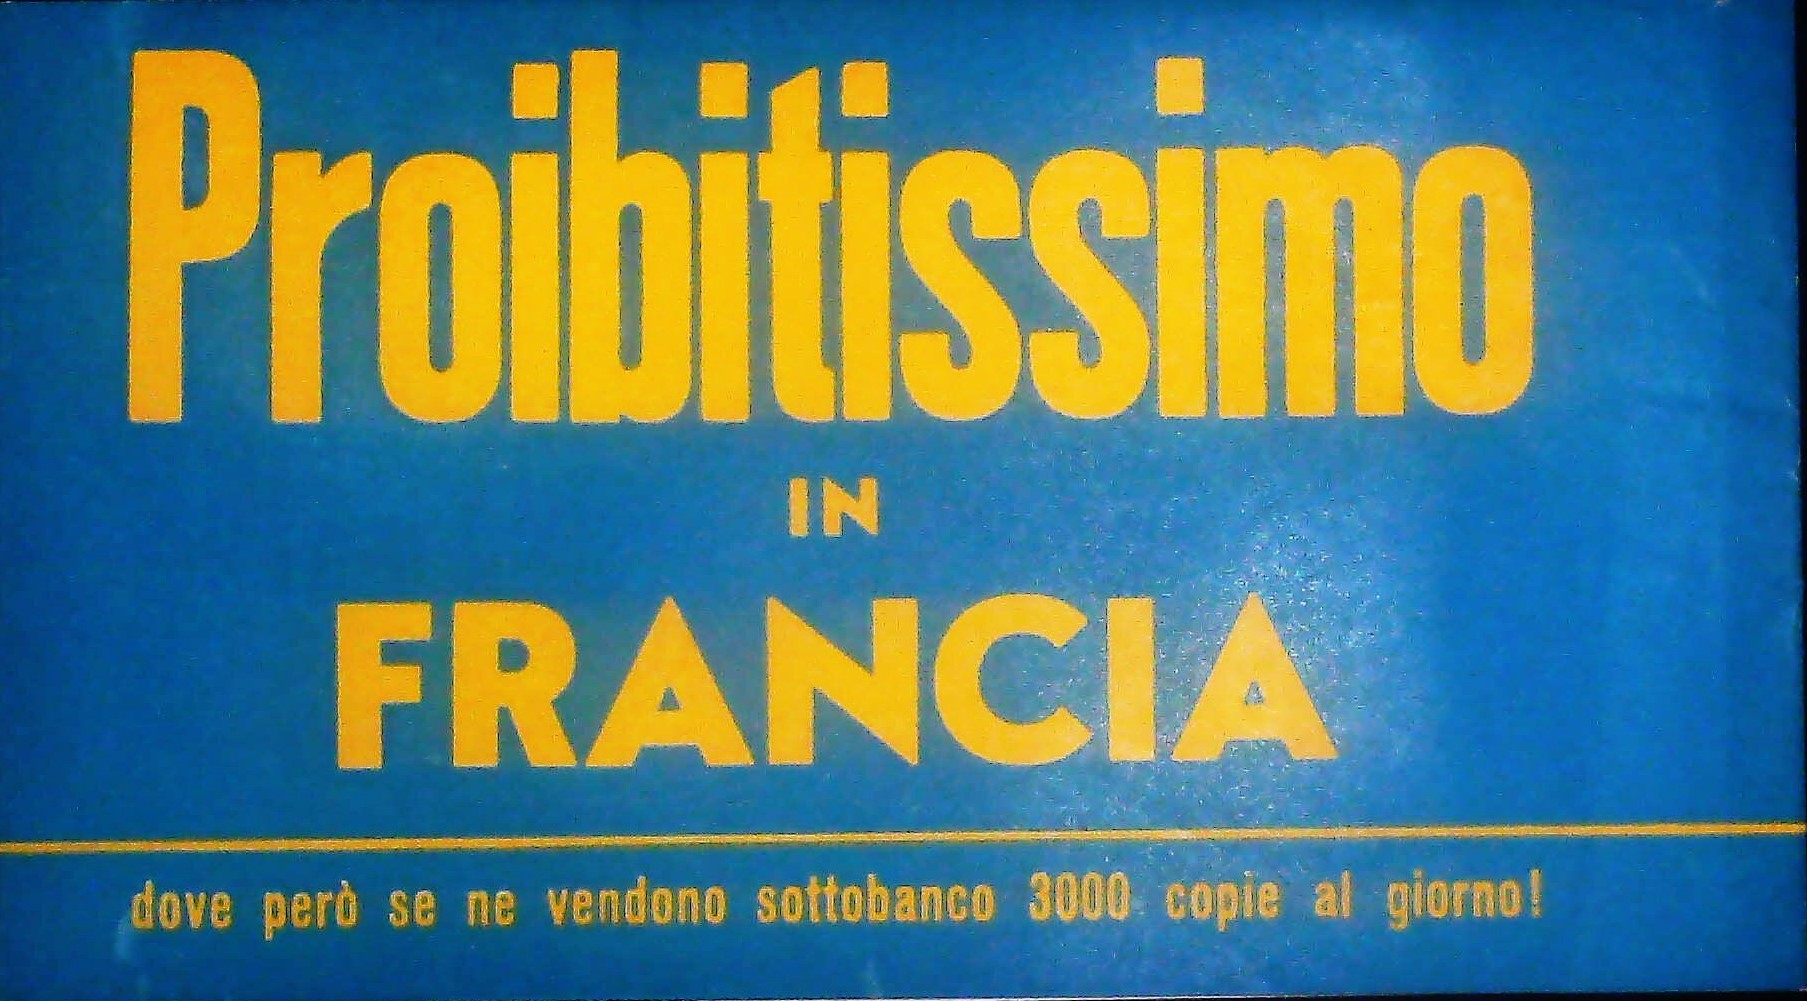 Proibitissimo
IN
FRANCIA
dove però se ne vendono sottobanco 3000 copie al giorno!